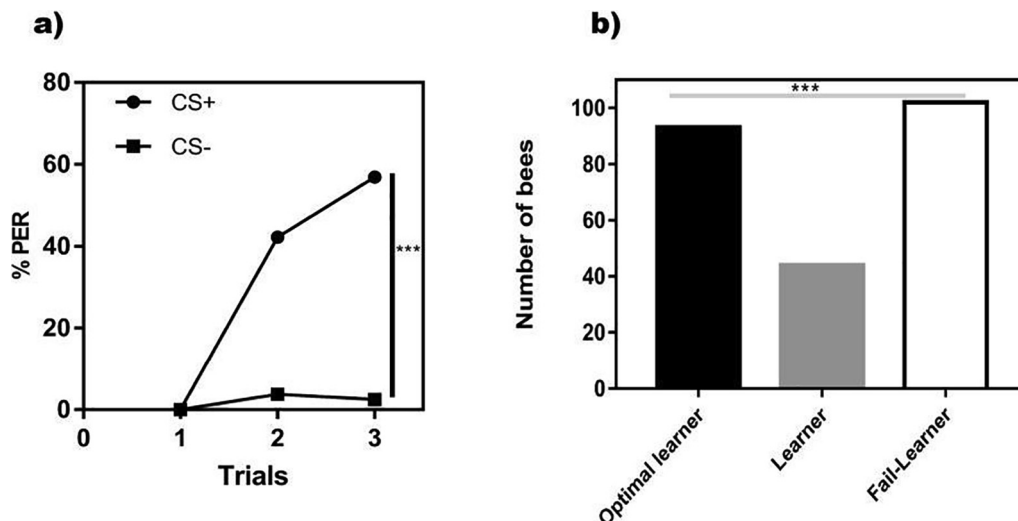 a)
80
60
40
20
0
% PER
CS+
CS-
***
0 1 2 3
Trials
b)
100
80
60
40
20
0
Number of bees
***
Optimal learner
Learner
Fail-Learner